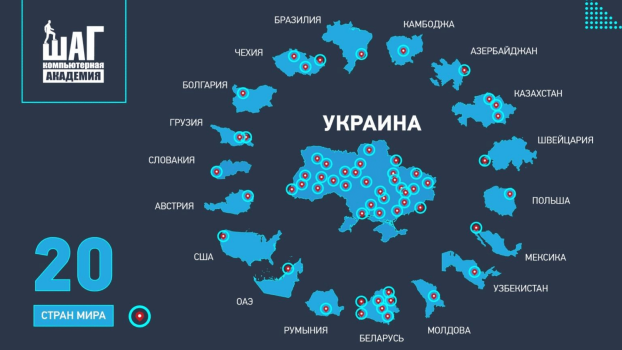 ШАГ
КОМПЬЮТЕРНАЯ
АКАДЕМИЯ
БРАЗИЛИЯ
КАМБОДЖА
ЧЕХИЯ
АЗЕРБАЙДЖАН
БОЛГАРИЯ
КАЗАХСТАН
ГРУЗИЯ
УКРАИНА
ШВЕЙЦАРИЯ
СЛОВАКИЯ
АВСТРИЯ
ПОЛЬША
США
МЕКСИКА
ОАЭ
УЗБЕКИСТАН
РУМЫНИЯ
БЕЛАРУСЬ
МОЛДОВА
20
СТРАН МИРА